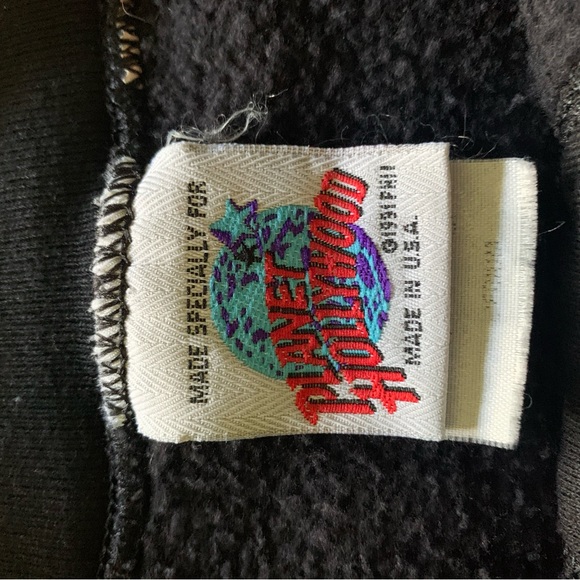 MADE SPECIALLY FOR
PLANET
HOLLYWOOD
©1991 PHII
MADE IN U.S.A.